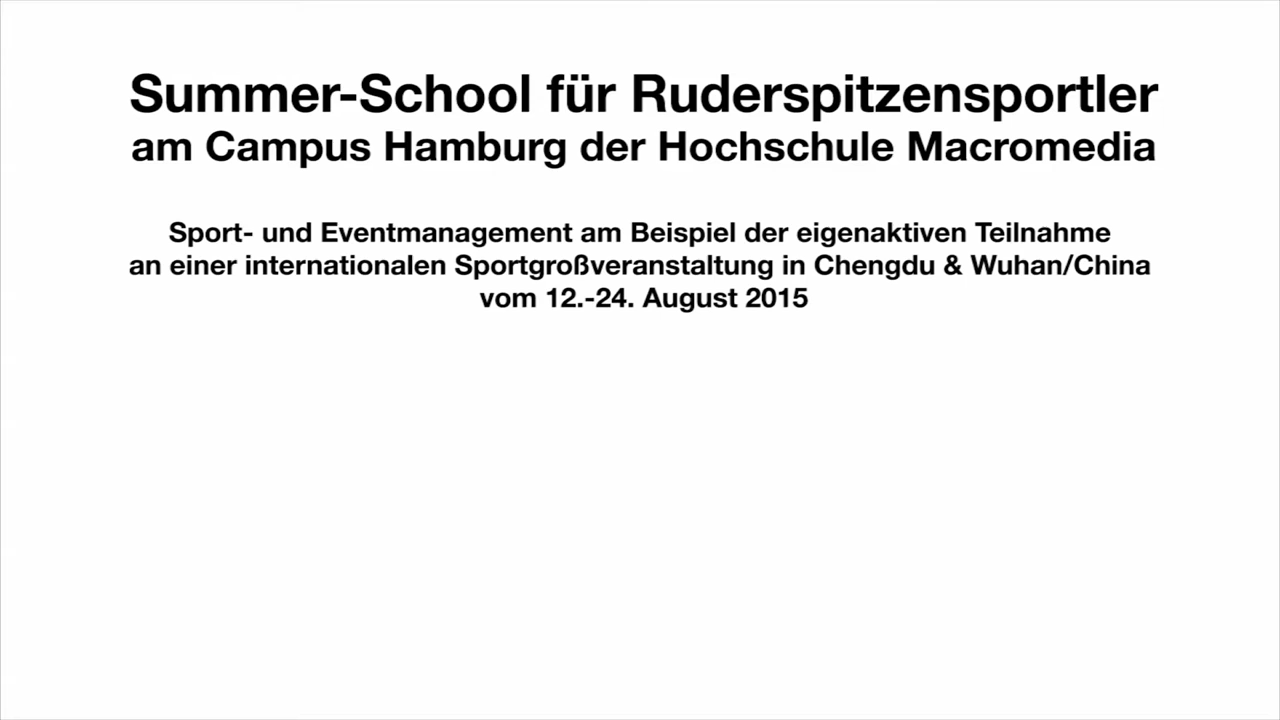 Summer-School für Ruderspitzensportler
am Campus Hamburg der Hochschule Macromedia
Sport- und Eventmanagement am Beispiel der eigenaktiven Teilnahme
an einer internationalen Sportgroßveranstaltung in Chengdu & Wuhan/China
vom 12.-24. August 2015